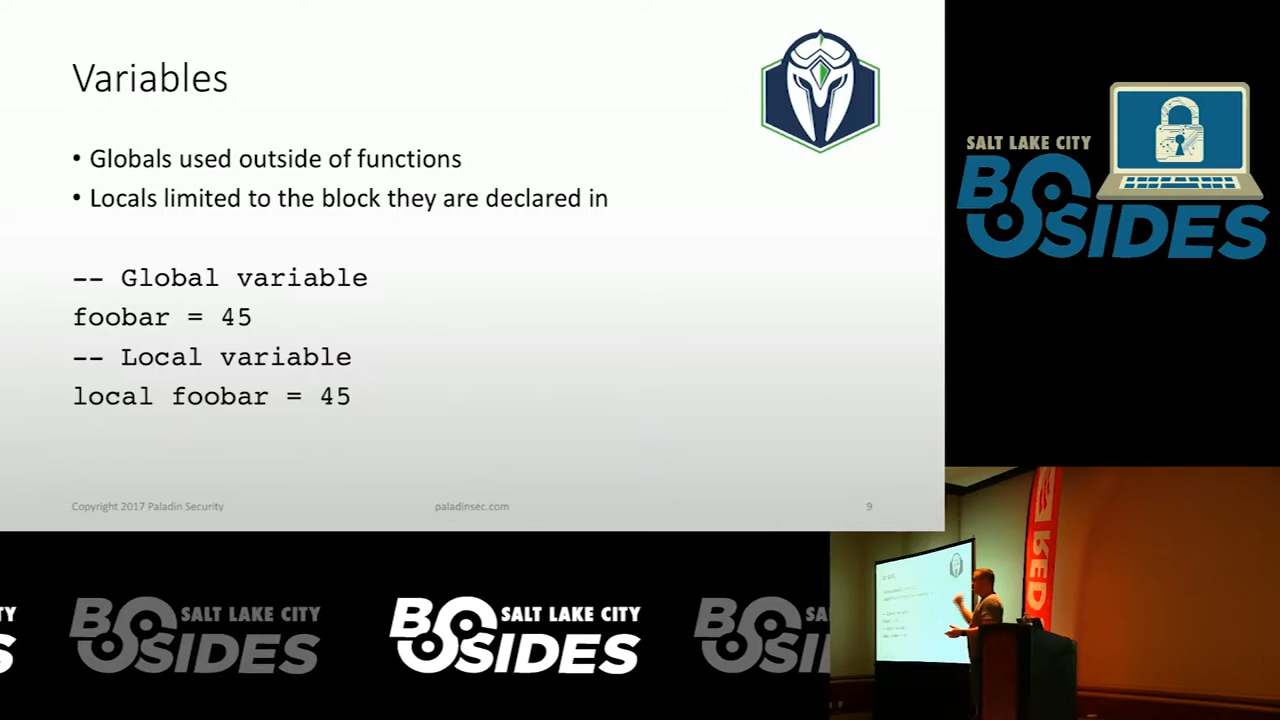 Variables
• Globals used outside of functions
• Locals limited to the block they are declared in
-- Global variable
foobar = 45
-- Local variable
local foobar = 45
Copyright 2017 Paladin Security
paladinsec.com
9
SALT LAKE CITY
BSIDES
RED
BSIDES
SALT LAKE CITY
BSIDES
SALT LAKE CITY